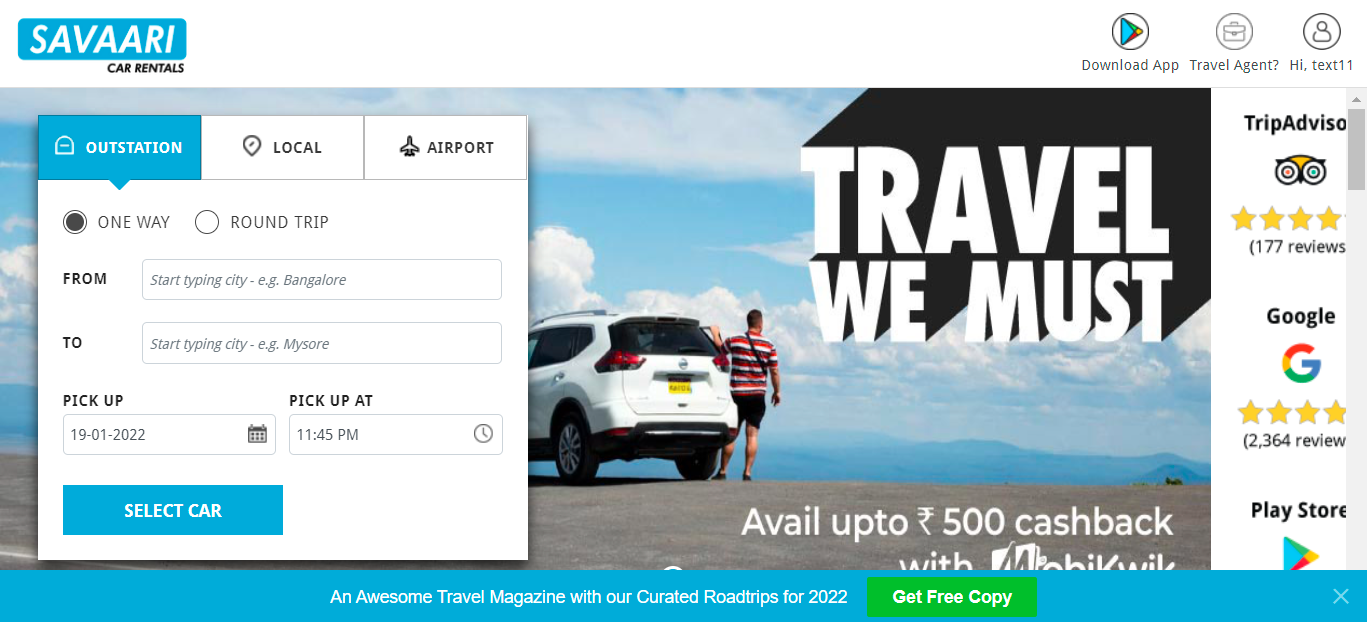 SAVAARI
CAR RENTALS
Download App
Travel Agent?
Hi, text11
OUTSTATION
LOCAL
AIRPORT
ONE WAY
ROUND TRIP
FROM
Start typing city - e.g. Bangalore
TO
Start typing city - e.g. Mysore
PICK UP
PICK UP AT
19-01-2022
11:45 PM
SELECT CAR
TRAVEL
WE MUST
Avail upto ₹ 500 cashback
with MobiKwik
TripAdviso
(177 reviews
Google
(2,364 review
Play Store
An Awesome Travel Magazine with our Curated Roadtrips for 2022
Get Free Copy